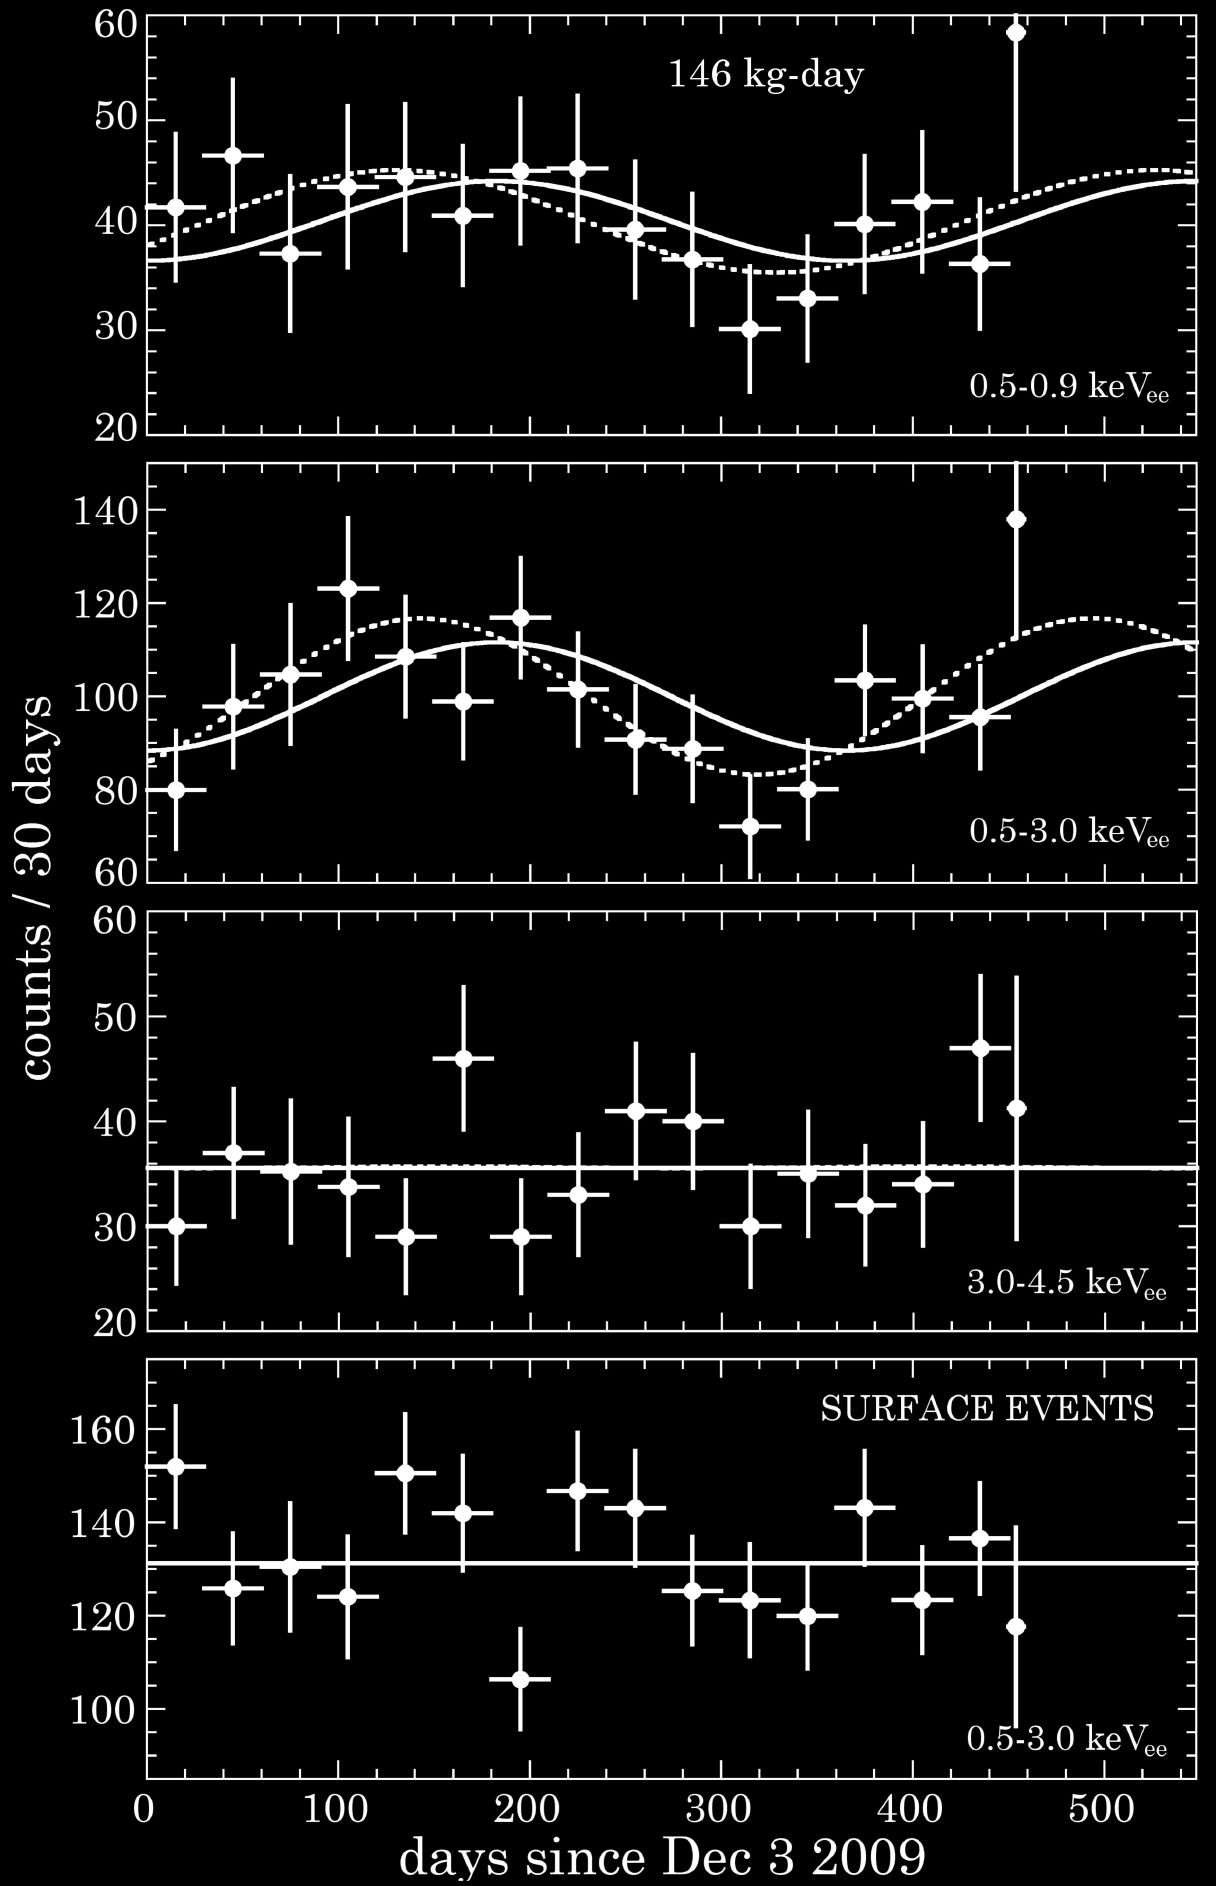 60
146 kg-day
50
40
30
0.5-0.9 keVee
20
140
120
100
80
0.5-3.0 keVee
60
counts / 30 days
60
50
40
30
3.0-4.5 keVee
20
SURFACE EVENTS
160
140
120
100
0.5-3.0 keVee
0 100 200 300 400 500
days since Dec 3 2009